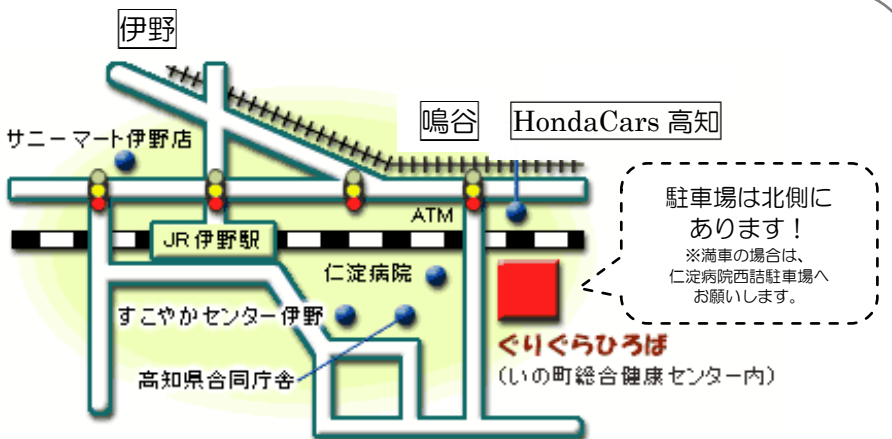 伊野
鳴谷
HondaCars 高知
サニーマート伊野店
駐車場は北側に
あります！
※満車の場合は、
仁淀病院西詰駐車場へ
お願いします。
ATM
JR伊野駅
仁淀病院
すこやかセンター伊野
高知県合同庁舎
ぐりぐらひろば
（いの町総合健康センター内）